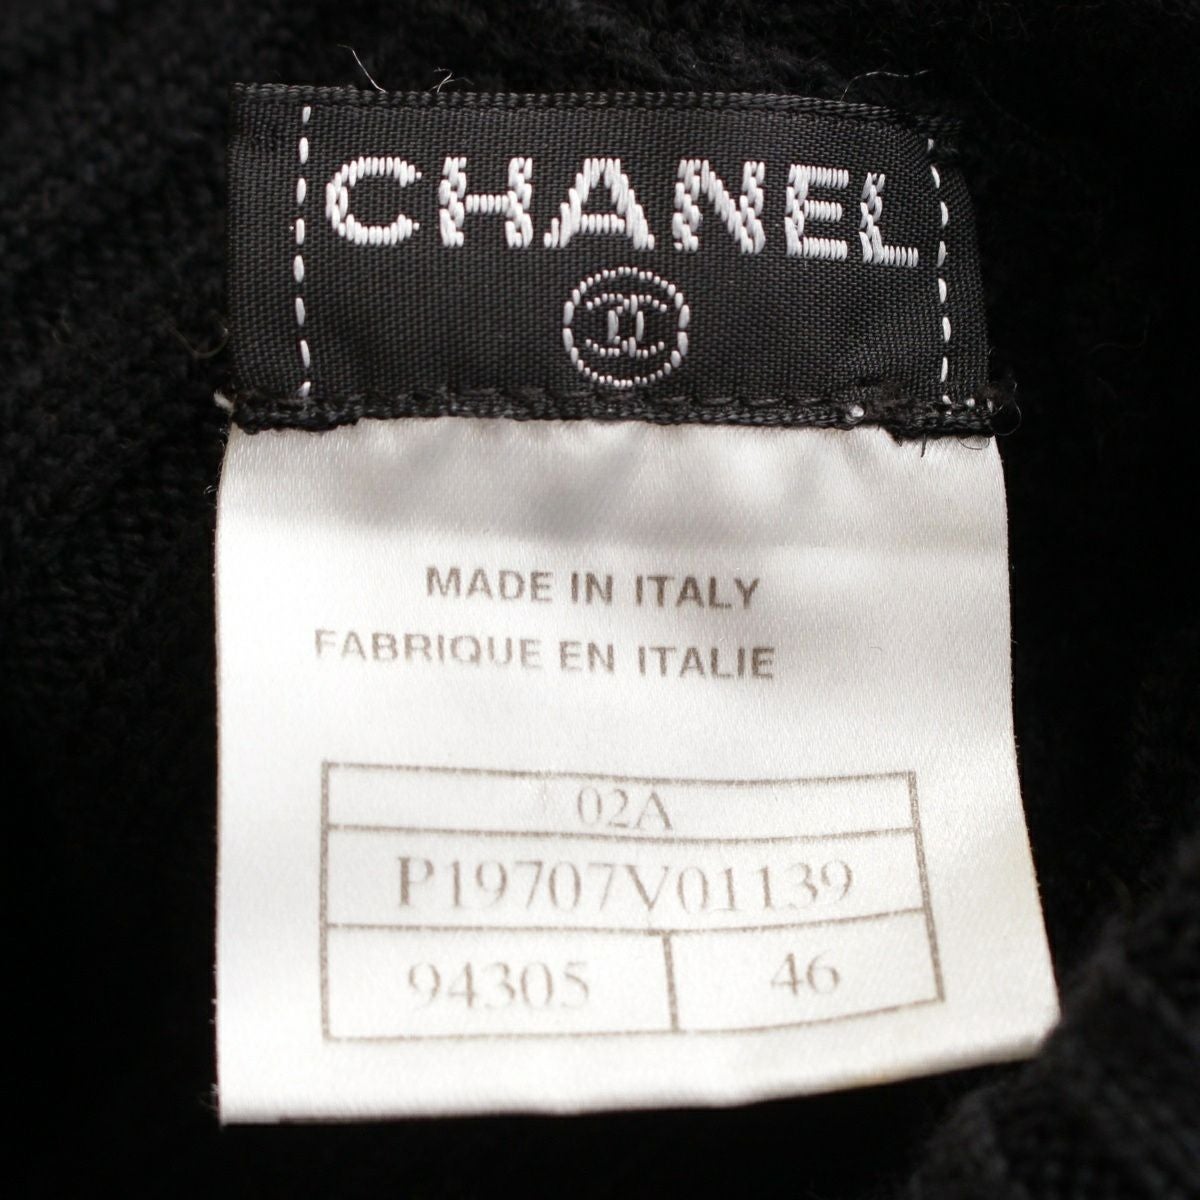 CHANEL
MADE IN ITALY
FABRIQUE EN ITALIE
02A
P19707V01139
94305 46